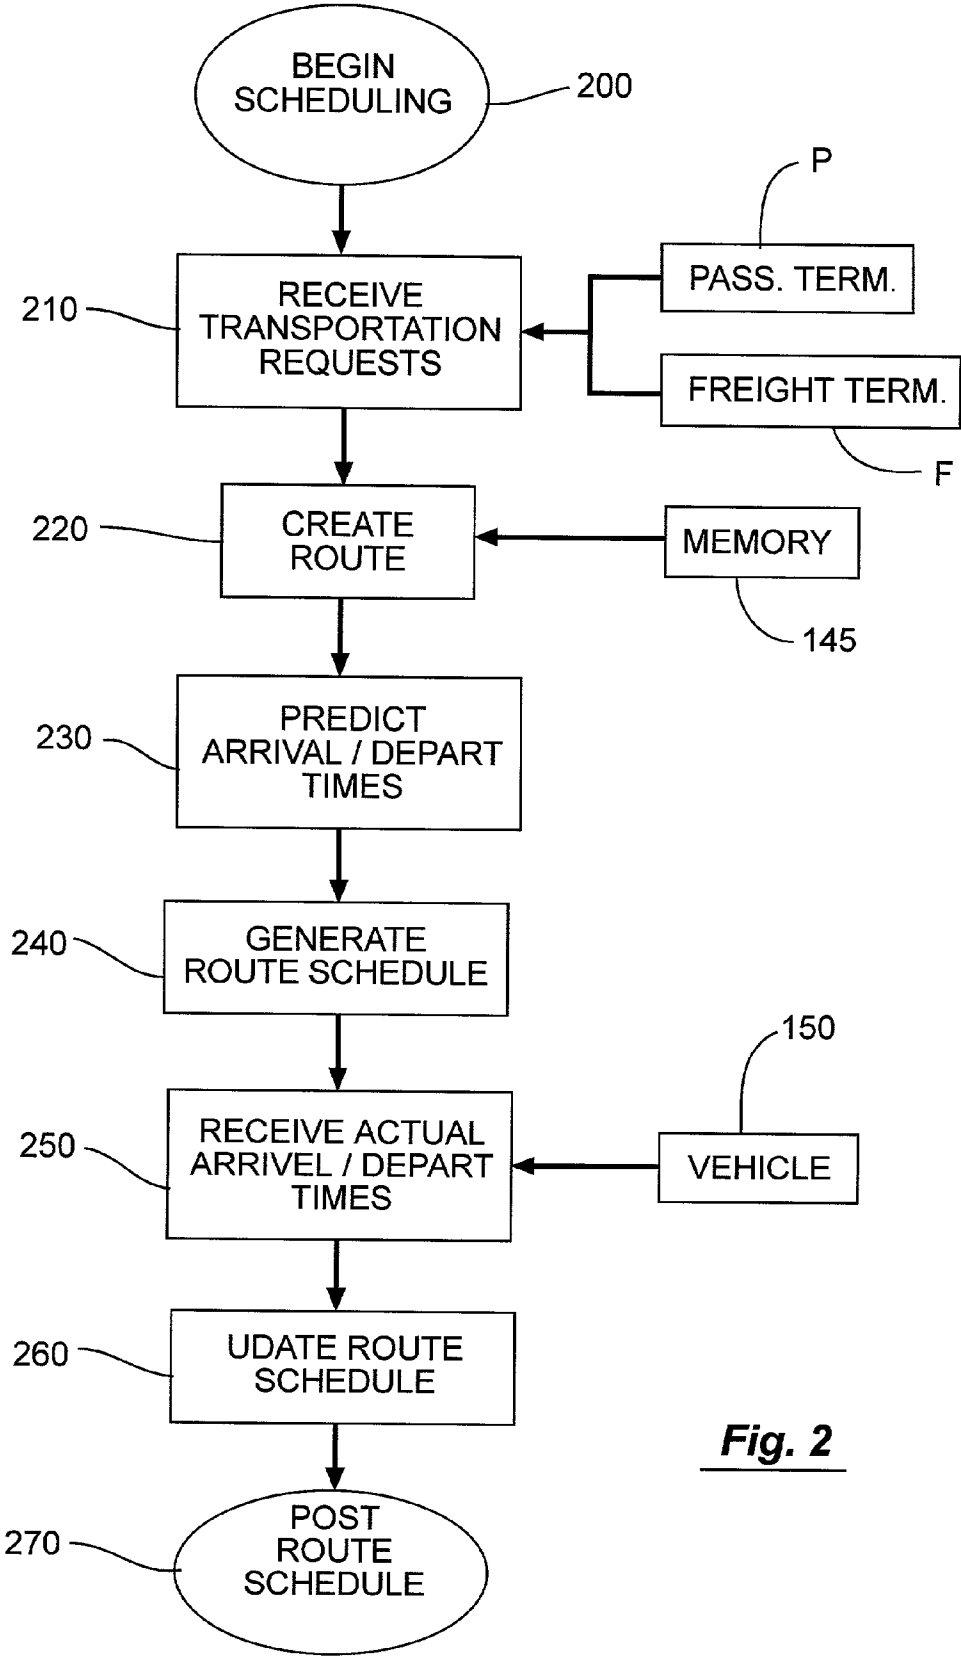 BEGIN
SCHEDULING
200
P
PASS. TERM.
210
RECEIVE
TRANSPORTATION
REQUESTS
FREIGHT TERM.
F
220
CREATE
ROUTE
MEMORY
145
230
PREDICT
ARRIVAL / DEPART
TIMES
240
GENERATE
ROUTE SCHEDULE
150
250
RECEIVE ACTUAL
ARRIVEL / DEPART
TIMES
VEHICLE
260
UDATE ROUTE
SCHEDULE
Fig. 2
270
POST
ROUTE
SCHEDULE